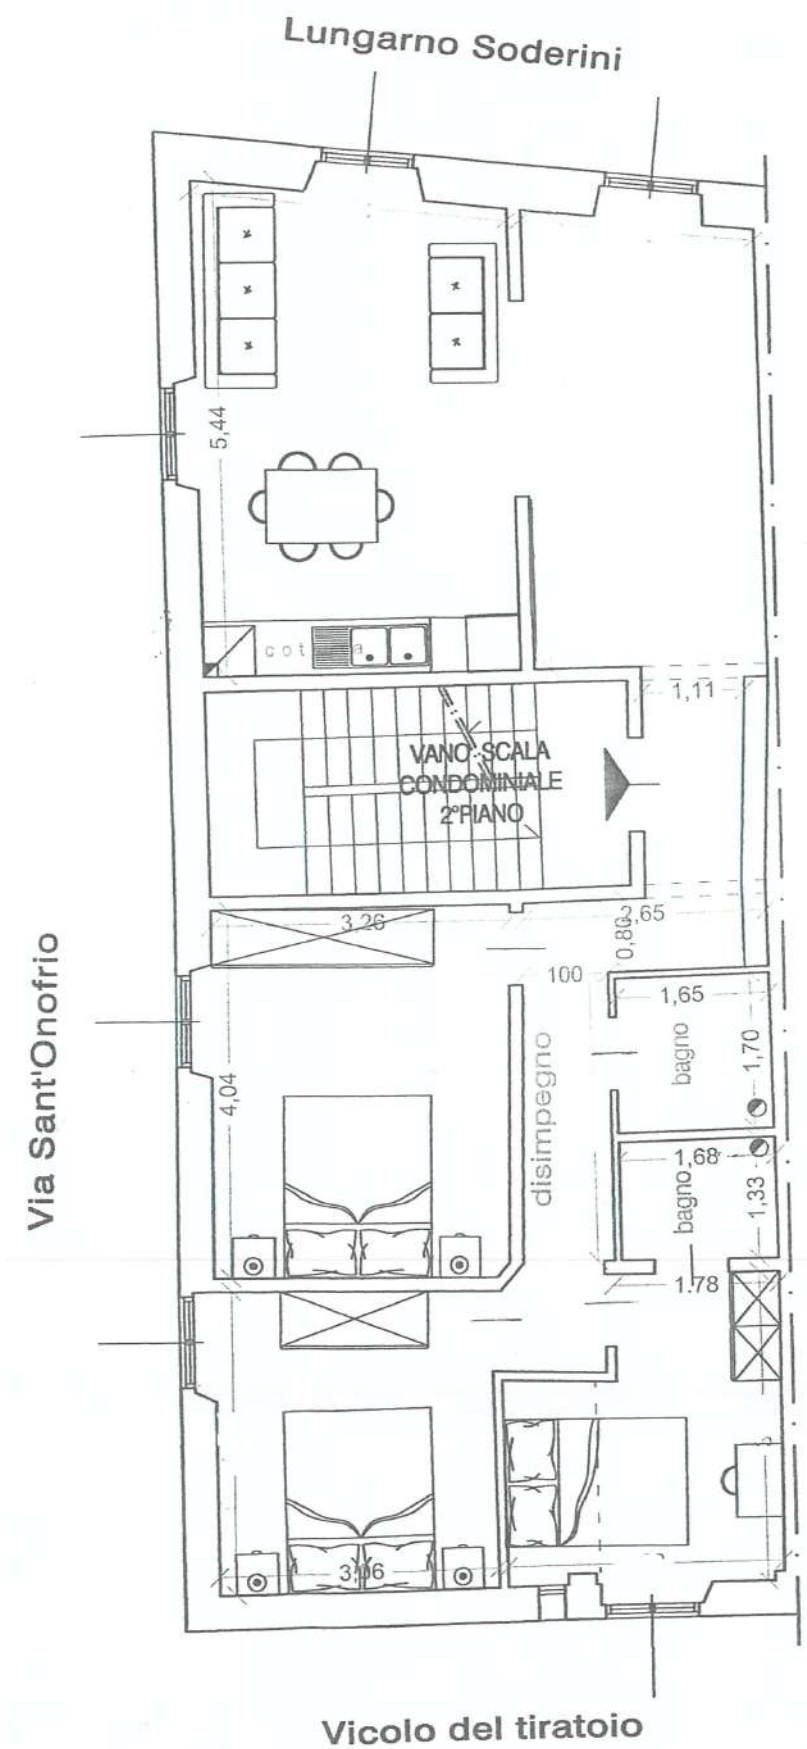 Lungarno Soderini
5,44
1,11
VANO SCALA
CONDOMINIALE
2°PIANO
3,26
2,65
0,80
100
1,65
bagno
1,70
disimpegno
4,04
1,68
bagno
1,33
1.78
3,06
Via Sant'Onofrio
Vicolo del tiratoio